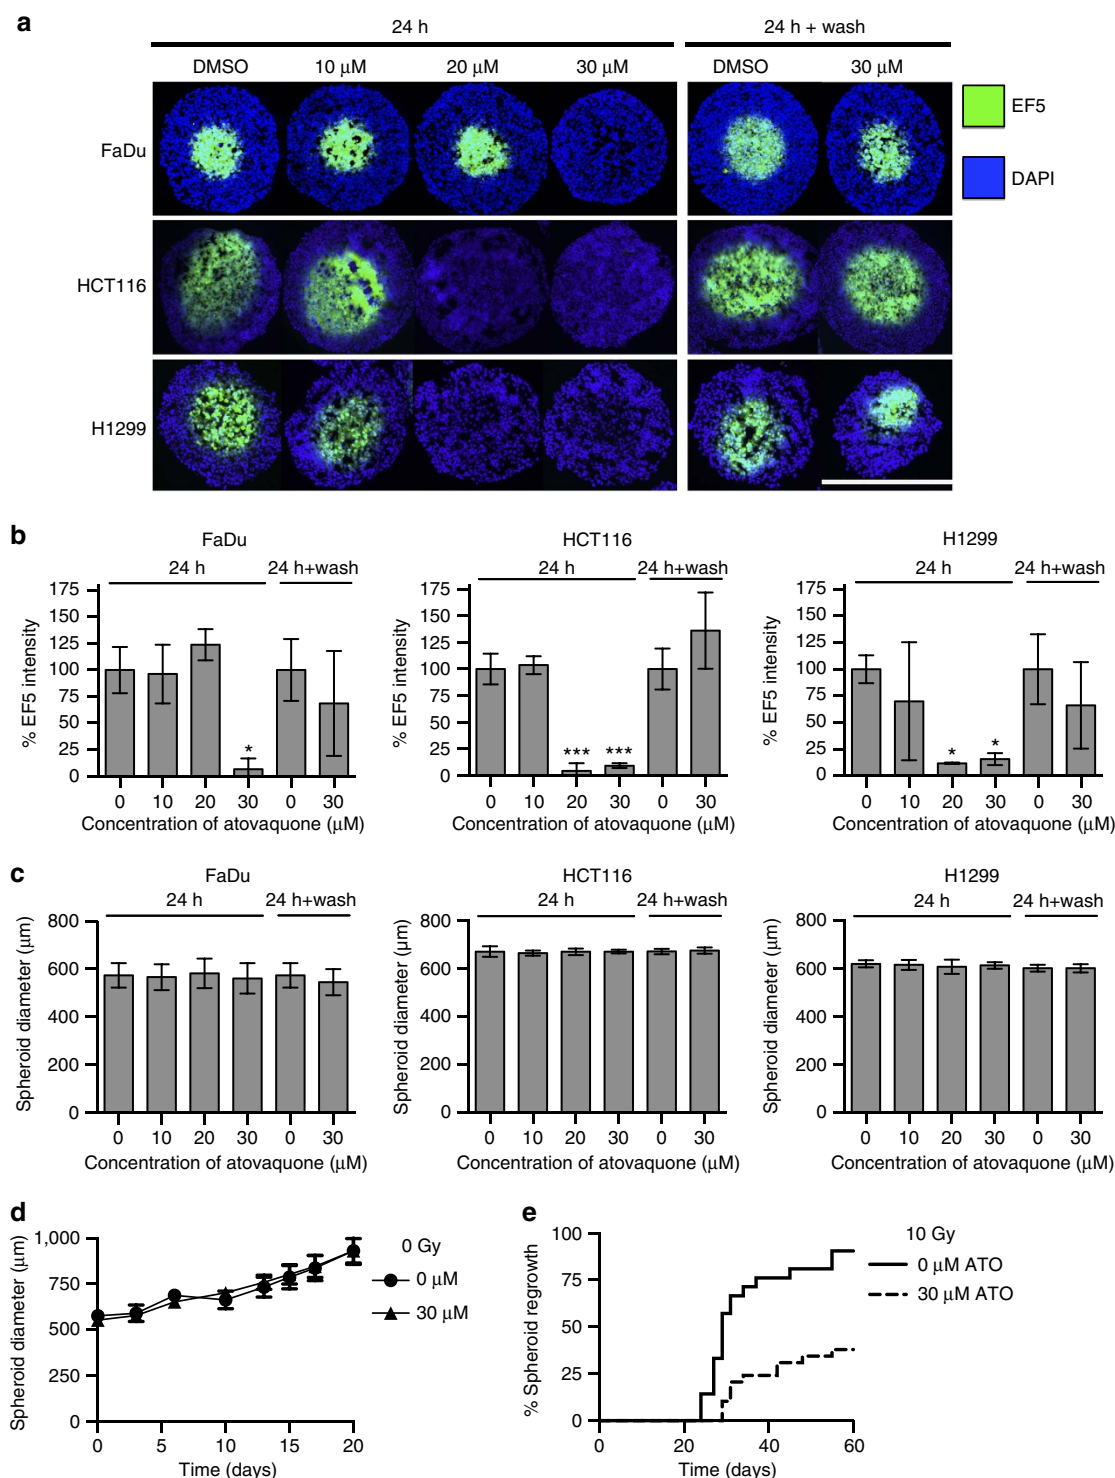 a
24 h
24 h + wash
DMSO
10 μM
20 μM
30 μM
DMSO
30 μM
FaDu
HCT116
H1299
EF5
DAPI
b
FaDu
24 h
24 h+wash
% EF5 intensity
175
150
125
100
75
50
25
0
*
0
10
20
30
0
30
Concentration of atovaquone (μM)
HCT116
24 h
24 h+wash
% EF5 intensity
175
150
125
100
75
50
25
0
***
***
0
10
20
30
0
30
Concentration of atovaquone (μM)
H1299
24 h
24 h+wash
% EF5 intensity
175
150
125
100
75
50
25
0
*
*
0
10
20
30
0
30
Concentration of atovaquone (μM)
c
FaDu
24 h
24 h+wash
Spheroid diameter (μm)
800
600
400
200
0
0
10
20
30
0
30
Concentration of atovaquone (μM)
HCT116
24 h
24 h+wash
Spheroid diameter (μm)
800
600
400
200
0
0
10
20
30
0
30
Concentration of atovaquone (μM)
H1299
24 h
24 h+wash
Spheroid diameter (μm)
800
600
400
200
0
0
10
20
30
0
30
Concentration of atovaquone (μM)
d
Spheroid diameter (μm)
1,000
750
500
250
0
0
5
10
15
20
Time (days)
0 Gy
0 μM
30 μM
e
% Spheroid regrowth
100
75
50
25
0
0
20
40
60
Time (days)
10 Gy
0 μM ATO
30 μM ATO